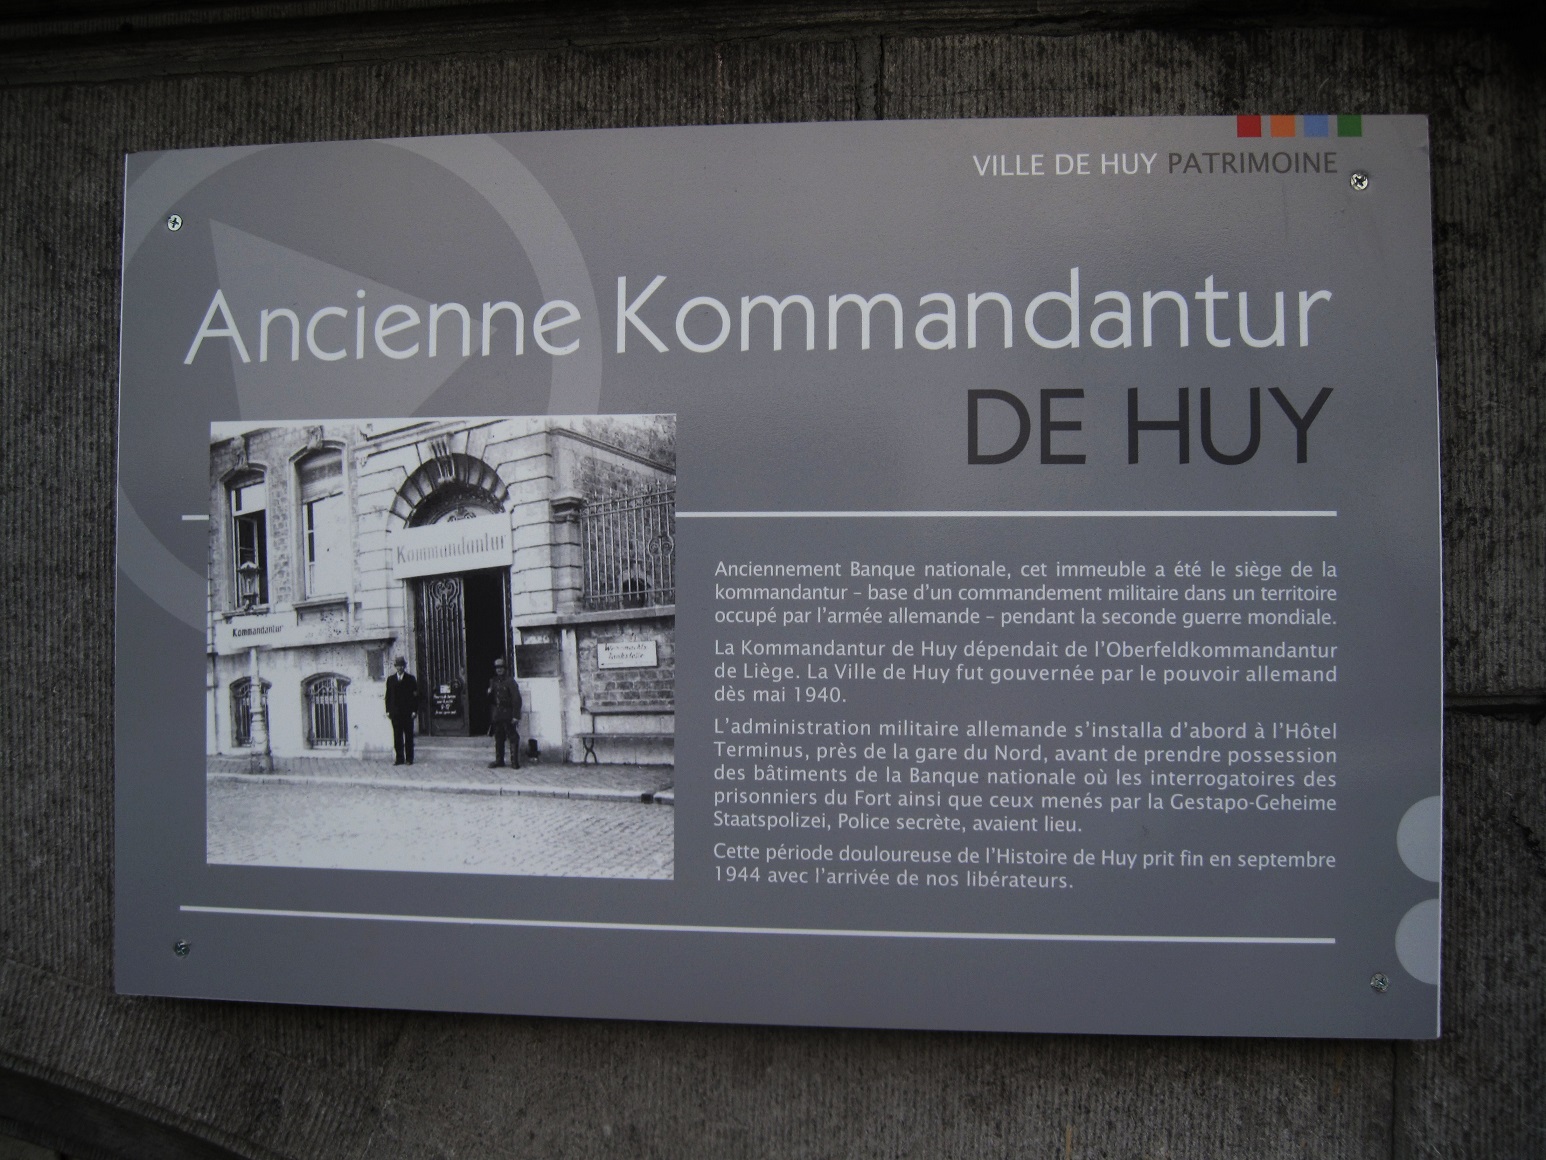 VILLE DE HUY PATRIMOINE
Ancienne Kommandantur
DE HUY
Kommandantur
Kommandantur
Anciennement Banque nationale, cet immeuble a été le siège de la
kommandantur – base d'un commandement militaire dans un territoire
occupé par l'armée allemande – pendant la seconde guerre mondiale.
La Kommandantur de Huy dépendait de l'Oberfeldkommandantur
de Liège. La Ville de Huy fut gouvernée par le pouvoir allemand
dès mai 1940.
L'administration militaire allemande s'installa d'abord à l'Hôtel
Terminus, près de la gare du Nord, avant de prendre possession
des bâtiments de la Banque nationale où les interrogatoires des
prisonniers du Fort ainsi que ceux menés par la Gestapo-Geheime
Staatspolizei, Police secrète, avaient lieu.
Cette période douloureuse de l'Histoire de Huy prit fin en septembre
1944 avec l'arrivée de nos libérateurs.